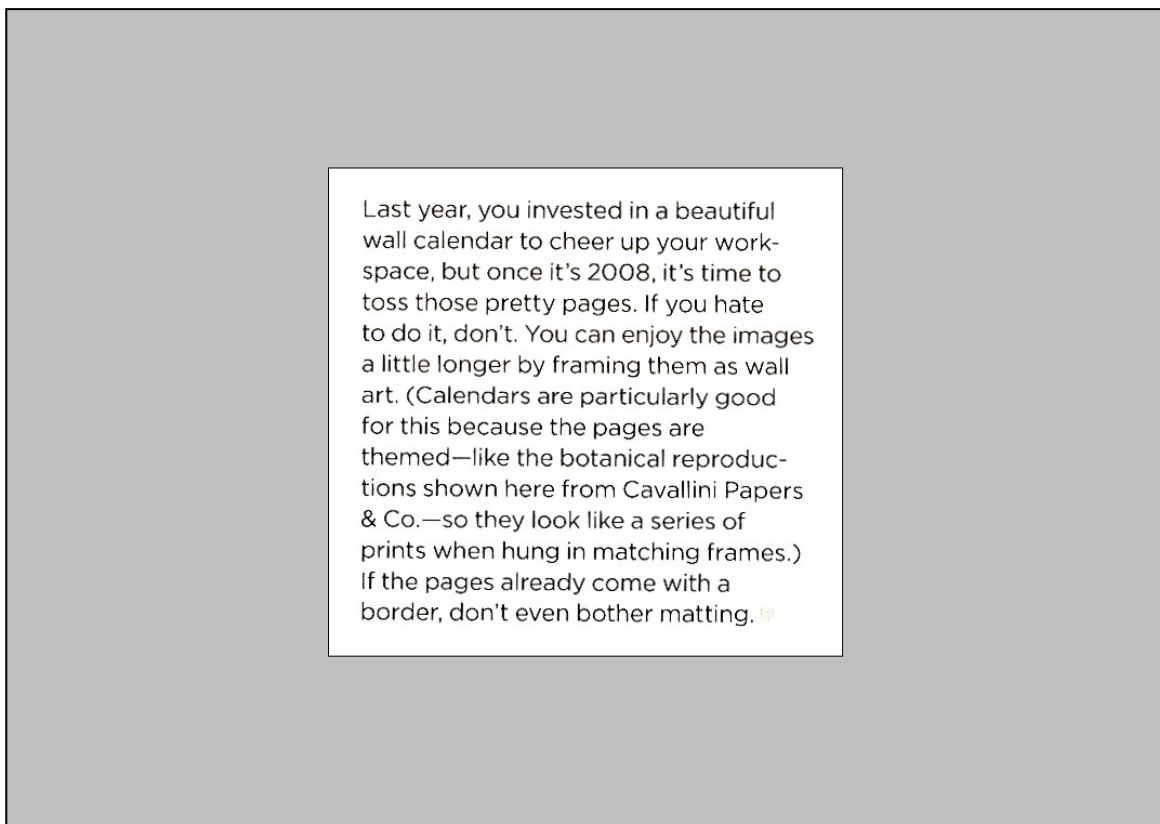 Last year, you invested in a beautiful
wall calendar to cheer up your work-
space, but once it's 2008, it's time to
toss those pretty pages. If you hate
to do it, don't. You can enjoy the images
a little longer by framing them as wall
art. (Calendars are particularly good
for this because the pages are
themed—like the botanical reproduc-
tions shown here from Cavallini Papers
& Co.—so they look like a series of
prints when hung in matching frames.)
If the pages already come with a
border, don't even bother matting.